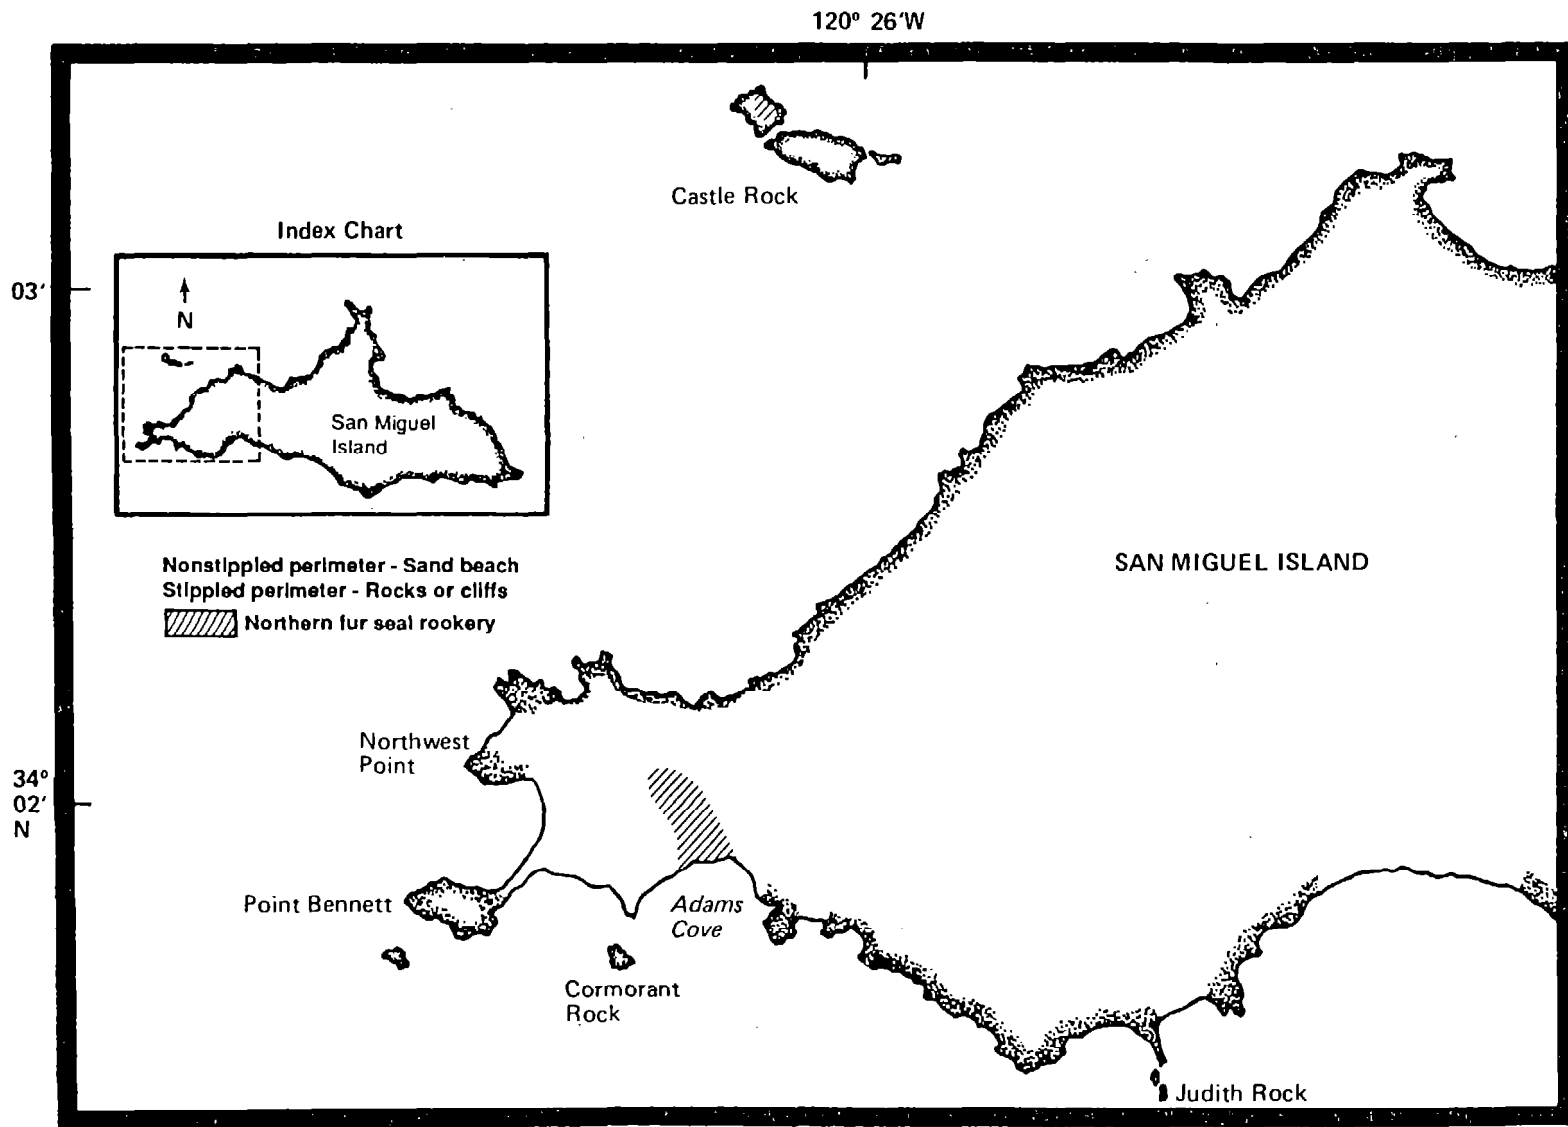 120° 26'W
Castle Rock
Index Chart
03'
N
San Miguel
Island
Nonstippled perimeter - Sand beach
Stippled perimeter - Rocks or cliffs
Northern fur seal rookery
SAN MIGUEL ISLAND
Northwest
Point
34°
02'
N
Point Bennett
Adams
Cove
Cormorant
Rock
Judith Rock